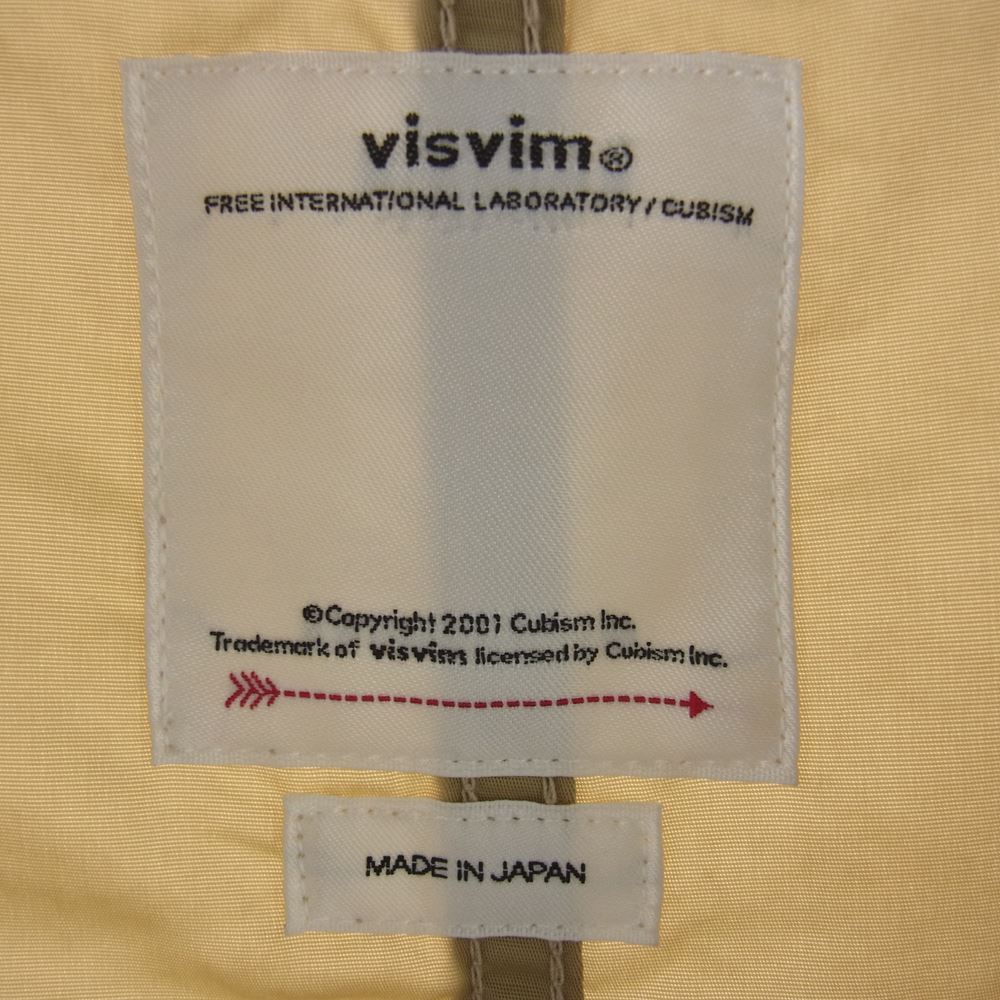 visvim®
FREE INTERNATIONAL LABORATORY / CUBISM
©Copyright 2001 Cubism Inc.
Trademark of visvim licensed by Cubism Inc.
MADE IN JAPAN